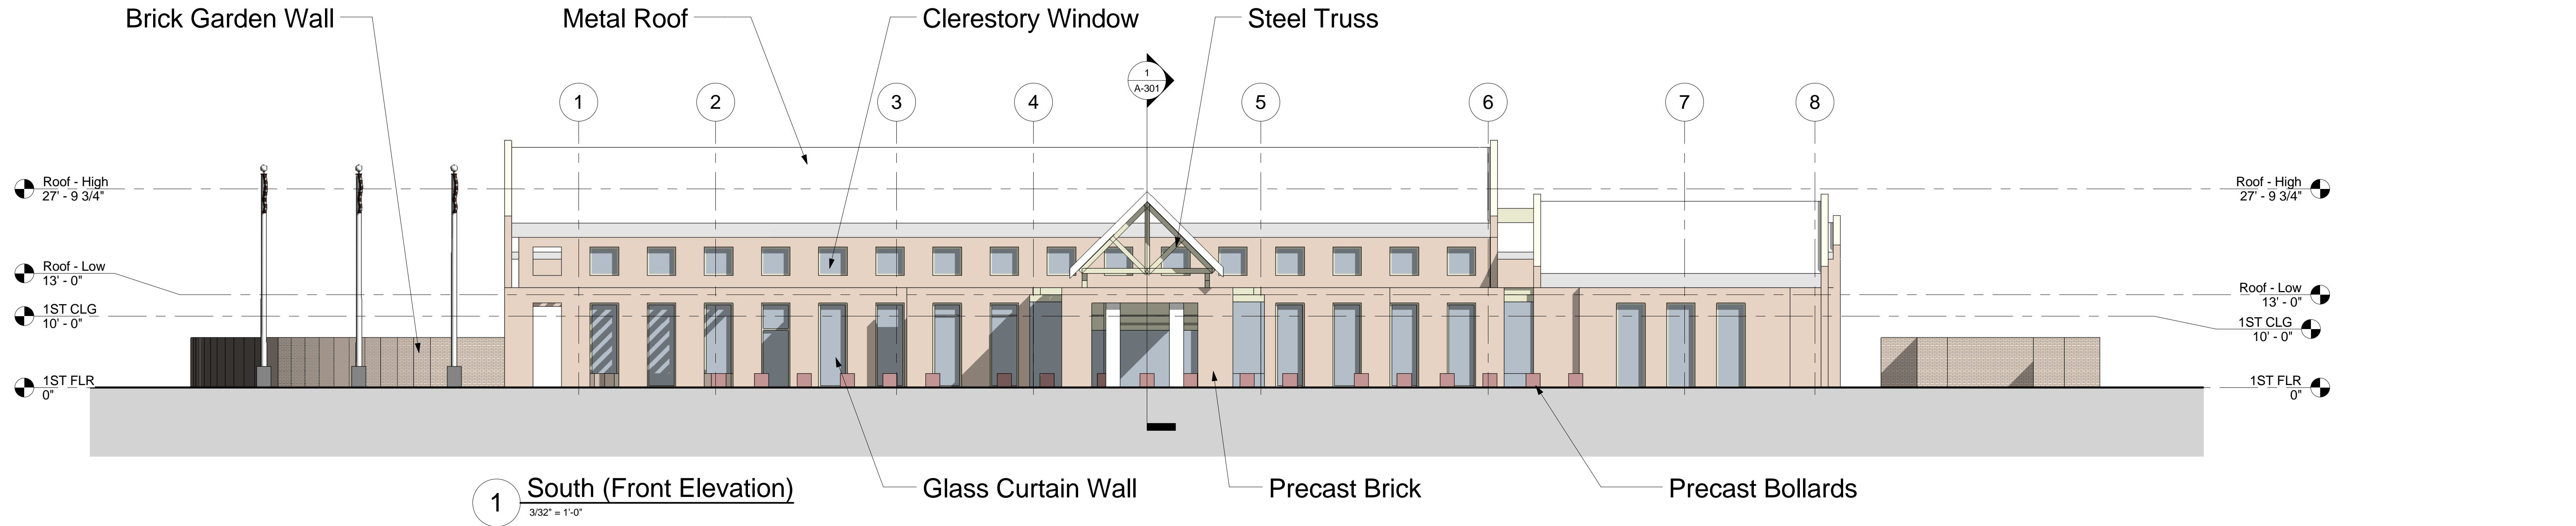 Brick Garden Wall
Metal Roof
Clerestory Window
Steel Truss
1
A-301
1
2
3
4
5
6
7
8
Roof - High
27' - 9 3/4"
Roof - High
27' - 9 3/4"
Roof - Low
13' - 0"
Roof - Low
13' - 0"
1ST CLG
10' - 0"
1ST CLG
10' - 0"
1ST FLR
0"
1ST FLR
0"
1
South (Front Elevation)
3/32" = 1'-0"
Glass Curtain Wall
Precast Brick
Precast Bollards